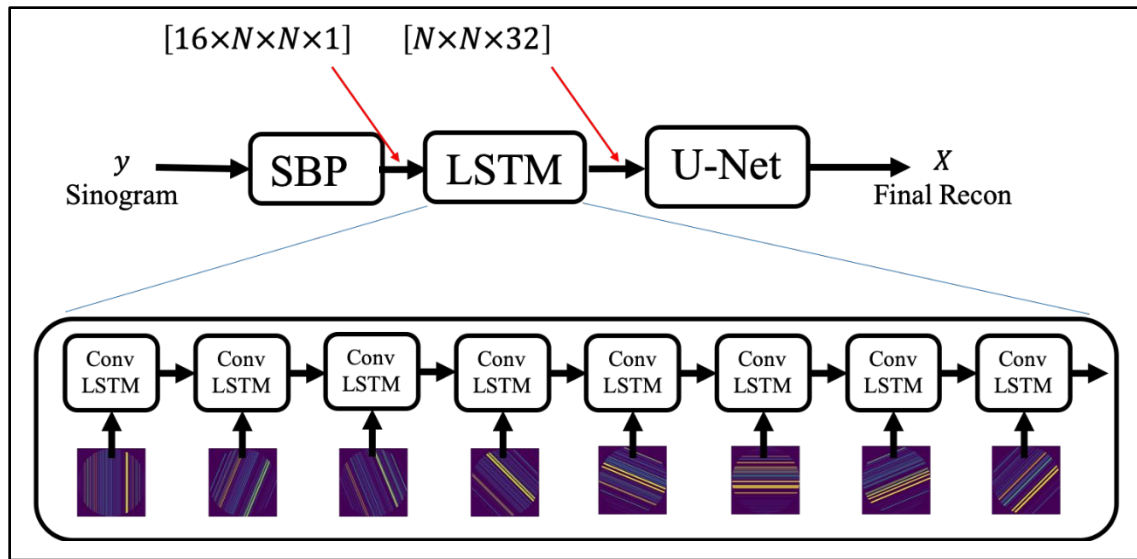 [16×N×N×1]
[N×N×32]
y
Sinogram
SBP
LSTM
U-Net
X
Final Recon
Conv
LSTM
Conv
LSTM
Conv
LSTM
Conv
LSTM
Conv
LSTM
Conv
LSTM
Conv
LSTM
Conv
LSTM